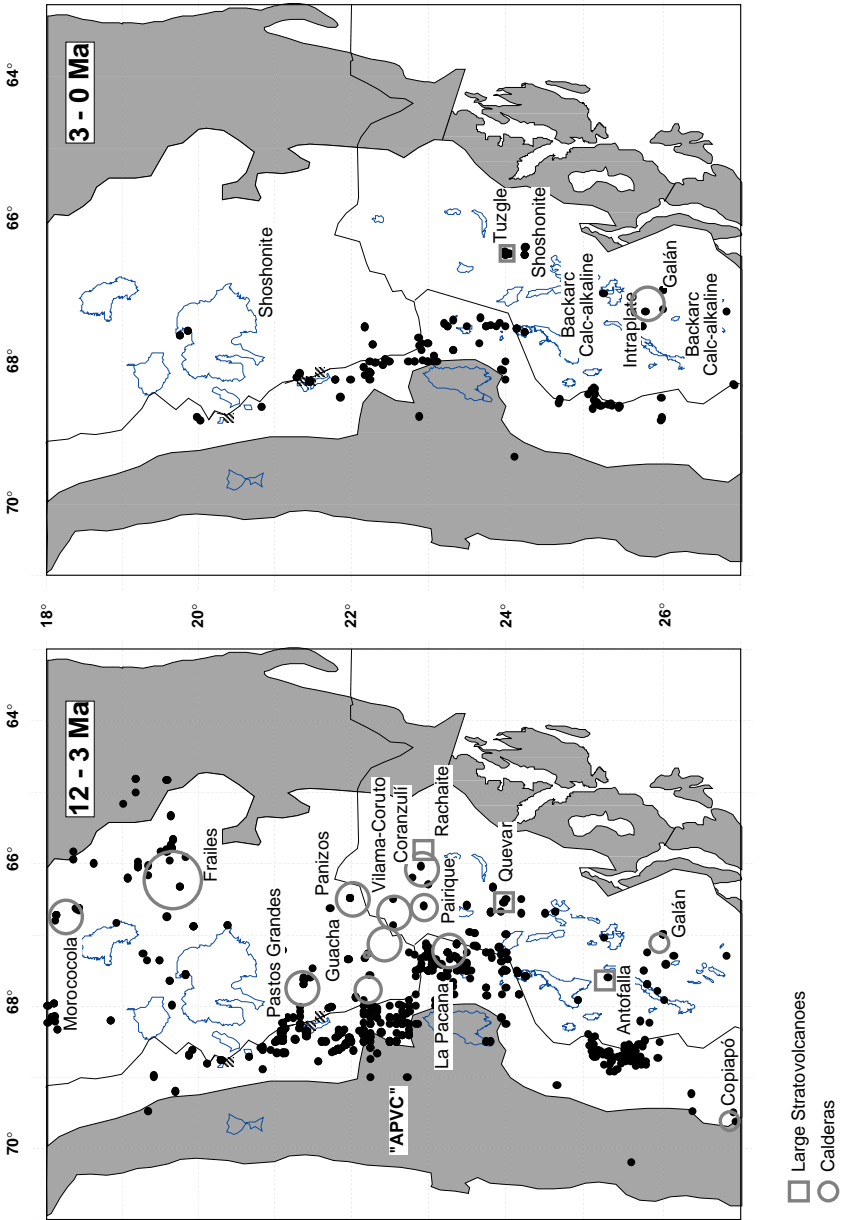 12 - 3 Ma
70°
68°
66°
64°
Morococola
Frailes
Pastos Grandes
Panizos
Guacha
Vilama-Coruto
Coranzulí
Rachaite
Pairique
"APVC"
La Pacana
Quevar
Antofalla
Galán
Copiapó
18°
20°
22°
24°
26°
3 - 0 Ma
70°
68°
66°
64°
Shoshonite
Tuzgle
Shoshonite
Backarc
Calc-alkaline
Intraplate
Galán
Backarc
Calc-alkaline
Large Stratovolcanoes
Calderas